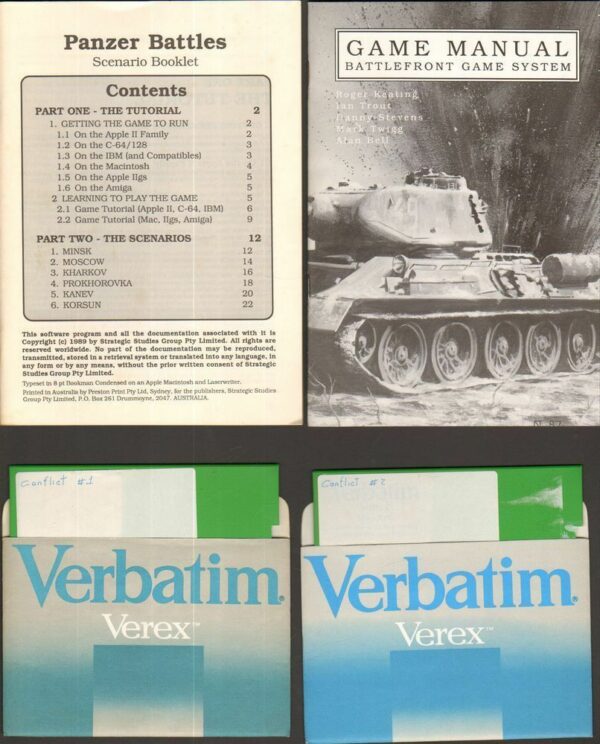 Panzer Battles
Scenario Booklet
Contents
PART ONE - THE TUTORIAL 2
1. GETTING THE GAME TO RUN 2
1.1 On the Apple II Family 2
1.2 On the C-64/128 3
1.3 On the IBM (and Compatibles) 3
1.4 On the Macintosh 4
1.5 On the Apple IIgs 5
1.6 On the Amiga 5
2 LEARNING TO PLAY THE GAME 5
2.1 Game Tutorial (Apple II, C-64, IBM) 6
2.2 Game Tutorial (Mac, IIgs, Amiga) 9
PART TWO - THE SCENARIOS 12
1. MINSK 12
2. MOSCOW 14
3. KHARKOV 16
4. PROKHOROVKA 18
5. KANEV 20
6. KORSUN 22
This software program and all the documentation associated with it is
Copyright (c) 1989 by Strategic Studies Group Pty Limited. All rights are
reserved worldwide. No part of the documentation may be reproduced,
transmitted, stored in a retrieval system or translated into any language, in
any form or by any means, without the prior written consent of Strategic
Studies Group Pty Limited.
Typeset in 8 pt Bookman Condensed on an Apple Macintosh and Laserwriter.
Printed in Australia by Preston Print Pty Ltd, Sydney, for the publishers, Strategic Studies
Group Pty Limited, P.O. Box 261 Drummoyne, 2047. AUSTRALIA.
GAME MANUAL
BATTLEFRONT GAME SYSTEM
Roger Keating
Ian Trout
Danny Stevens
Mark Twigg
Alan Bell
Conflict #1
Verbatim®
Verex™
Conflict #2
Verbatim®
Verex™